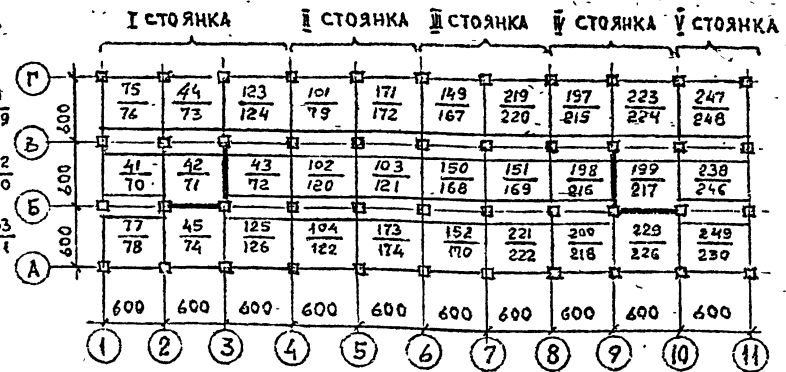 I СТОЯНКА II СТОЯНКА III СТОЯНКА IV СТОЯНКА V СТОЯНКА
Г
75 44 123 101 171 149 219 197 223 247
76 73 124 79 172 167 220 215 224 248
600
В
41 42 43 102 103 150 151 198 199 238
70 71 72 120 121 168 169 216 217 246
600
Б
77 45 125 104 173 152 221 200 229 249
78 74 126 122 174 170 222 218 226 230
600
А
600 600 600 600 600 600 600 600 600 600
1 2 3 4 5 6 7 8 9 10 11